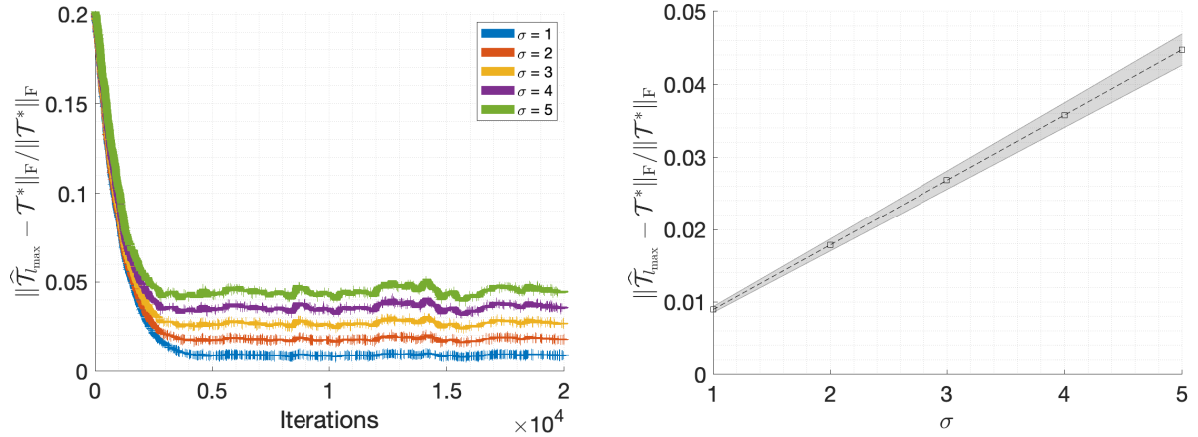 0.2
0.15
0.1
0.05
0
‖𝒯̂_{l_max} − 𝒯*‖_F/‖𝒯*‖_F
σ = 1
σ = 2
σ = 3
σ = 4
σ = 5
0 0.5 1 1.5 2
Iterations ×10^4
0.05
0.04
0.03
0.02
0.01
0
‖𝒯̂_{l_max} − 𝒯*‖_F/‖𝒯*‖_F
1 2 3 4 5
σ